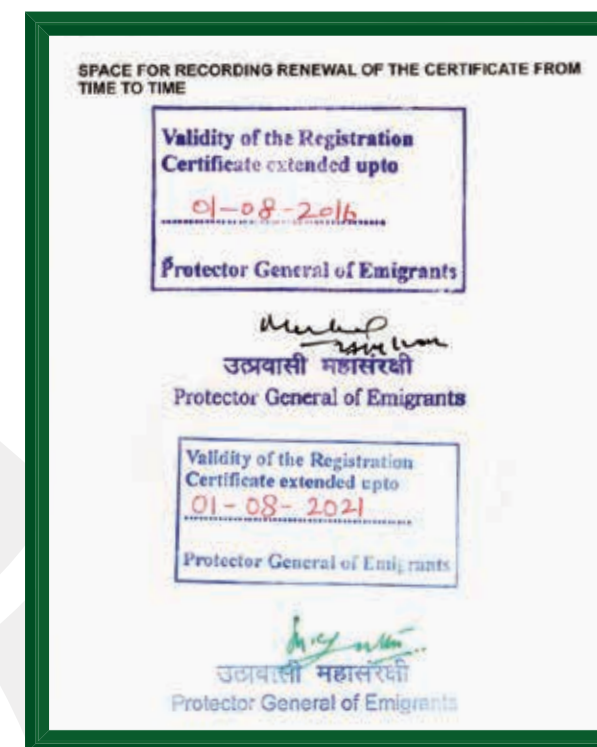 SPACE FOR RECORDING RENEWAL OF THE CERTIFICATE FROM
TIME TO TIME
Validity of the Registration
Certificate extended upto
01-08-2016
Protector General of Emigrants
उत्प्रवासी महासंरक्षी
Protector General of Emigrants
Validity of the Registration
Certificate extended upto
01-08-2021
Protector General of Emigrants
उत्प्रवासी महासंरक्षी
Protector General of Emigrants